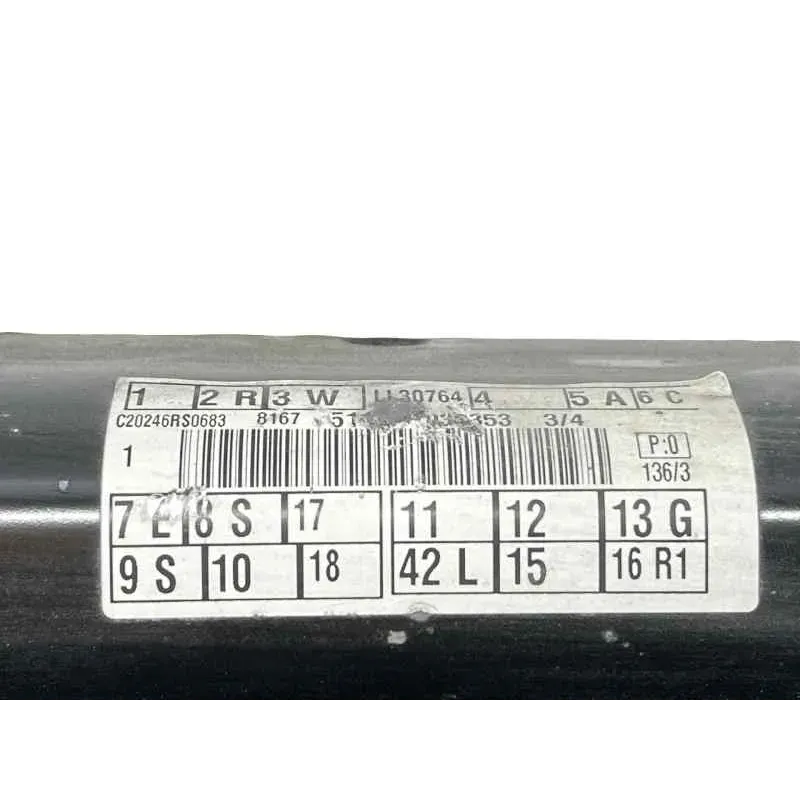 1 2 R 3 W LL30764 4 5 A 6 C
C20246RS0683 8167 3/4
1 P:0
136/3
7 L 8 S 17 11 12 13 G
9 S 10 18 42 L 15 16 R1